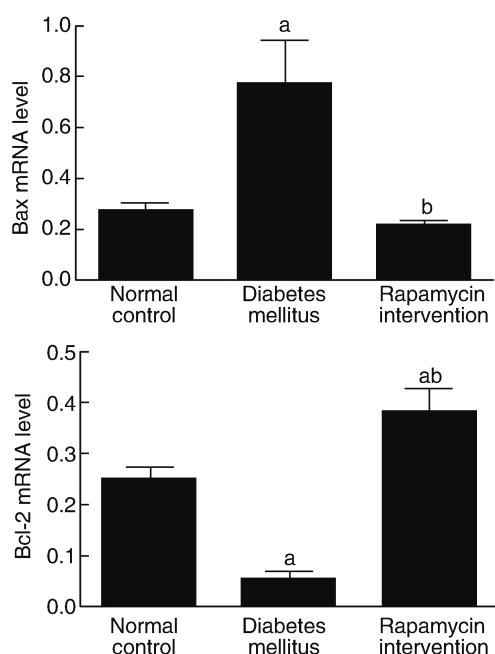 1.0
0.8
0.6
0.4
0.2
0.0
Bax mRNA level
a
b
Normal
control
Diabetes
mellitus
Rapamycin
intervention
0.5
0.4
0.3
0.2
0.1
0.0
Bcl-2 mRNA level
a
ab
Normal
control
Diabetes
mellitus
Rapamycin
intervention